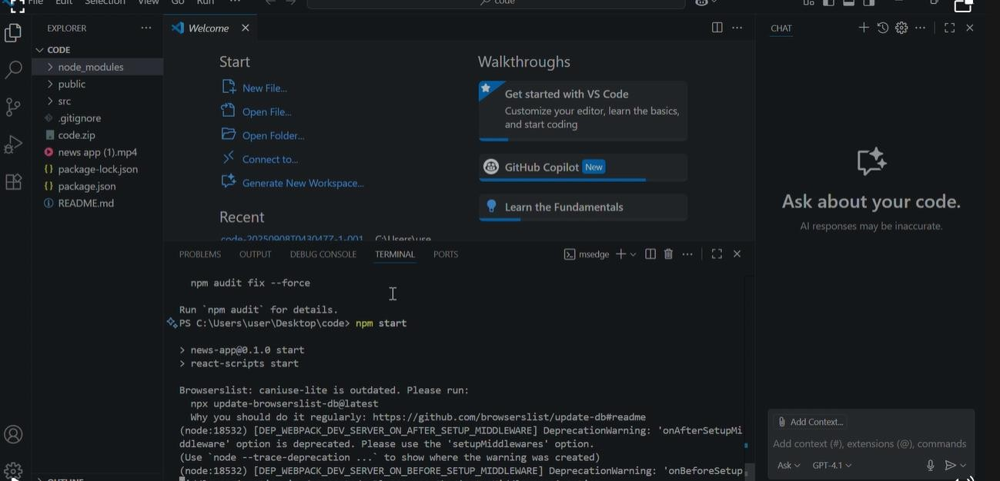 File Edit Selection View Go Run ...
code
EXPLORER
Welcome
CHAT
CODE
node_modules
public
src
.gitignore
code.zip
news app (1).mp4
package-lock.json
package.json
README.md
Start
New File...
Open File...
Open Folder...
Connect to...
Generate New Workspace...
Recent
code-20250908T043047Z-1-001 C:\Users\use
Walkthroughs
Get started with VS Code
Customize your editor, learn the basics,
and start coding
GitHub Copilot New
Learn the Fundamentals
Ask about your code.
AI responses may be inaccurate.
PROBLEMS OUTPUT DEBUG CONSOLE TERMINAL PORTS
msedge
npm audit fix --force
Run `npm audit` for details.
PS C:\Users\user\Desktop\code> npm start
> news-app@0.1.0 start
> react-scripts start
Browserslist: caniuse-lite is outdated. Please run:
npx update-browserslist-db@latest
Why you should do it regularly: https://github.com/browserslist/update-db#readme
(node:18532) [DEP_WEBPACK_DEV_SERVER_ON_AFTER_SETUP_MIDDLEWARE] DeprecationWarning: 'onAfterSetupMi
ddleware' option is deprecated. Please use the 'setupMiddlewares' option.
(Use `node --trace-deprecation ...` to show where the warning was created)
(node:18532) [DEP_WEBPACK_DEV_SERVER_ON_BEFORE_SETUP_MIDDLEWARE] DeprecationWarning: 'onBeforeSetup
Add Context...
Add context (#), extensions (@), commands
Ask GPT-4.1
OUTLINE